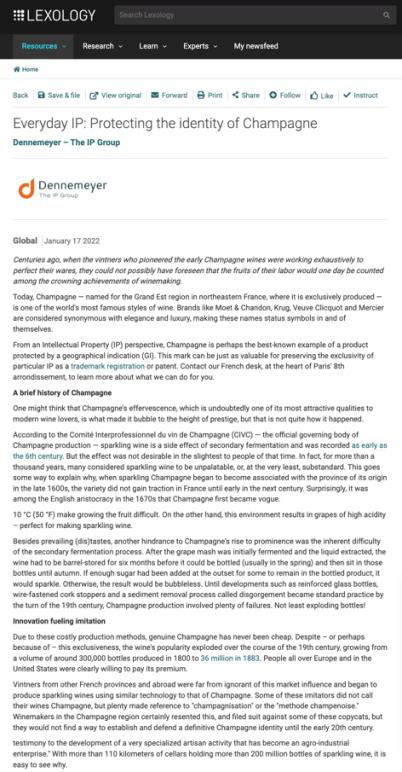 LEXOLOGY
Search Lexology
Resources
Research
Learn
Experts
My newsfeed
Home
Back
Save & file
View original
Forward
Print
Share
Follow
Like
Instruct
Everyday IP: Protecting the identity of Champagne
Dennemeyer – The IP Group
Dennemeyer
The IP Group
Global January 17 2022
Centuries ago, when the vintners who pioneered the early Champagne wines were working exhaustively to
perfect their wares, they could not possibly have foreseen that the fruits of their labor would one day be counted
among the crowning achievements of winemaking.
Today, Champagne — named for the Grand Est region in northeastern France, where it is exclusively produced —
is one of the world's most famous styles of wine. Brands like Moet & Chandon, Krug, Veuve Clicquot and Mercier
are considered synonymous with elegance and luxury, making these names status symbols in and of
themselves.
From an Intellectual Property (IP) perspective, Champagne is perhaps the best-known example of a product
protected by a geographical indication (GI). This mark can be just as valuable for preserving the exclusivity of
particular IP as a trademark registration or patent. Contact our French desk, at the heart of Paris' 8th
arrondissement, to learn more about what we can do for you.
A brief history of Champagne
One might think that Champagne's effervescence, which is undoubtedly one of its most attractive qualities to
modern wine lovers, is what made it bubble to the height of prestige, but that is not quite how it happened.
According to the Comité Interprofessionnel du vin de Champagne (CIVC) — the official governing body of
Champagne production — sparkling wine is a side effect of secondary fermentation and was recorded as early as
the 6th century. But the effect was not desirable in the slightest to people of that time. In fact, for more than a
thousand years, many considered sparkling wine to be unpalatable, or, at the very least, substandard. This goes
some way to explain why, when sparkling Champagne began to become associated with the province of its origin
in the late 1600s, the variety did not gain traction in France until early in the next century. Surprisingly, it was
among the English aristocracy in the 1670s that Champagne first became vogue.
10 °C (50 °F) make growing the fruit difficult. On the other hand, this environment results in grapes of high acidity
– perfect for making sparkling wine.
Besides prevailing (dis)tastes, another hindrance to Champagne's rise to prominence was the inherent difficulty
of the secondary fermentation process. After the grape mash was initially fermented and the liquid extracted, the
wine had to be barrel-stored for six months before it could be bottled (usually in the spring) and then sit in those
bottles until autumn. If enough sugar had been added at the outset for some to remain in the bottled product, it
would sparkle. Otherwise, the result would be bubbleless. Until developments such as reinforced glass bottles,
wire-fastened cork stoppers and a sediment removal process called disgorgement became standard practice by
the turn of the 19th century, Champagne production involved plenty of failures. Not least exploding bottles!
Innovation fueling imitation
Due to these costly production methods, genuine Champagne has never been cheap. Despite – or perhaps
because of – this exclusiveness, the wine's popularity exploded over the course of the 19th century, growing from
a volume of around 300,000 bottles produced in 1800 to 36 million in 1883. People all over Europe and in the
United States were clearly willing to pay its premium.
Vintners from other French provinces and abroad were far from ignorant of this market influence and began to
produce sparkling wines using similar technology to that of Champagne. Some of these imitators did not call
their wines Champagne, but plenty made reference to "champagnisation" or the "methode champenoise."
Winemakers in the Champagne region certainly resented this, and filed suit against some of these copycats, but
they would not find a way to establish and defend a definitive Champagne identity until the early 20th century.
testimony to the development of a very specialized artisan activity that has become an agro-industrial
enterprise." With more than 110 kilometers of cellars holding more than 200 million bottles of sparkling wine, it is
easy to see why.